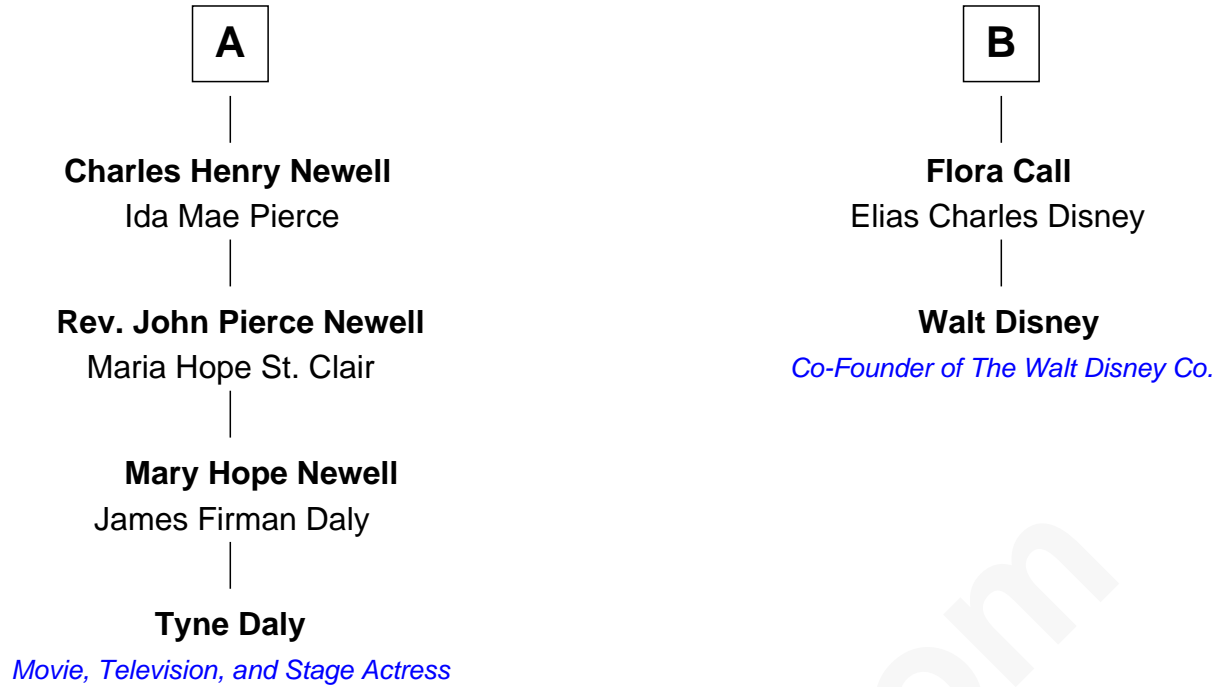 A
Charles Henry Newell
Ida Mae Pierce
Rev. John Pierce Newell
Maria Hope St. Clair
Mary Hope Newell
James Firman Daly
Tyne Daly
Movie, Television, and Stage Actress
B
Flora Call
Elias Charles Disney
Walt Disney
Co-Founder of The Walt Disney Co.
om